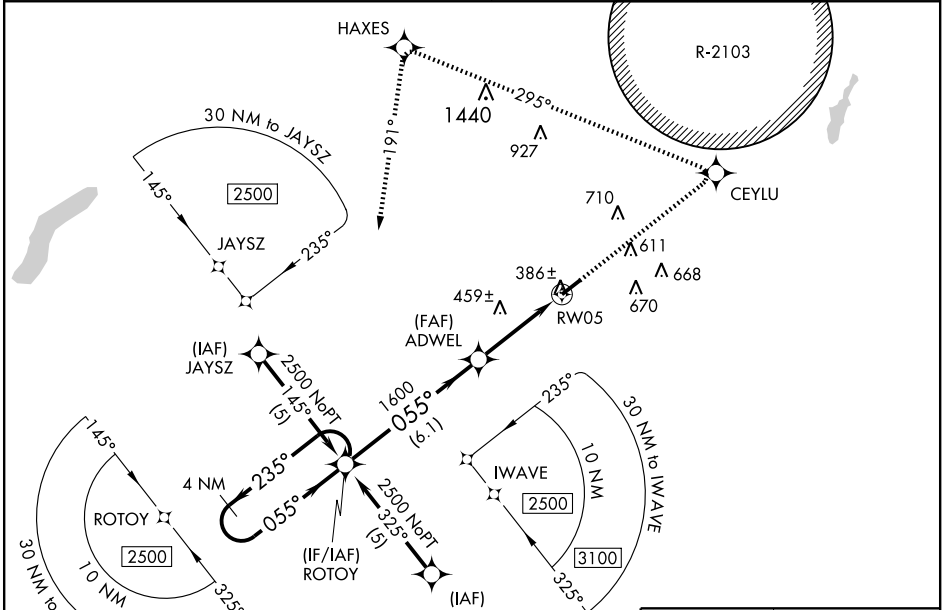 HAXES
R-2103
295°
1440
927
191°
30 NM to JAYSZ
145°
2500
235°
JAYSZ
CEYLU
710
611
668
670
386±
459±
RW05
(FAF)
ADWEL
(IAF)
JAYSZ
2500 NoPT
145°
(5)
1600
055°
(6.1)
235°
055°
4 NM
(IF/IAF)
ROTOY
2500 NoPT
325°
(5)
(IAF)
145°
ROTOY
2500
10 NM
30 NM to
325°
235°
IWAVE
2500
10 NM
30 NM to IWAVE
3100
325°